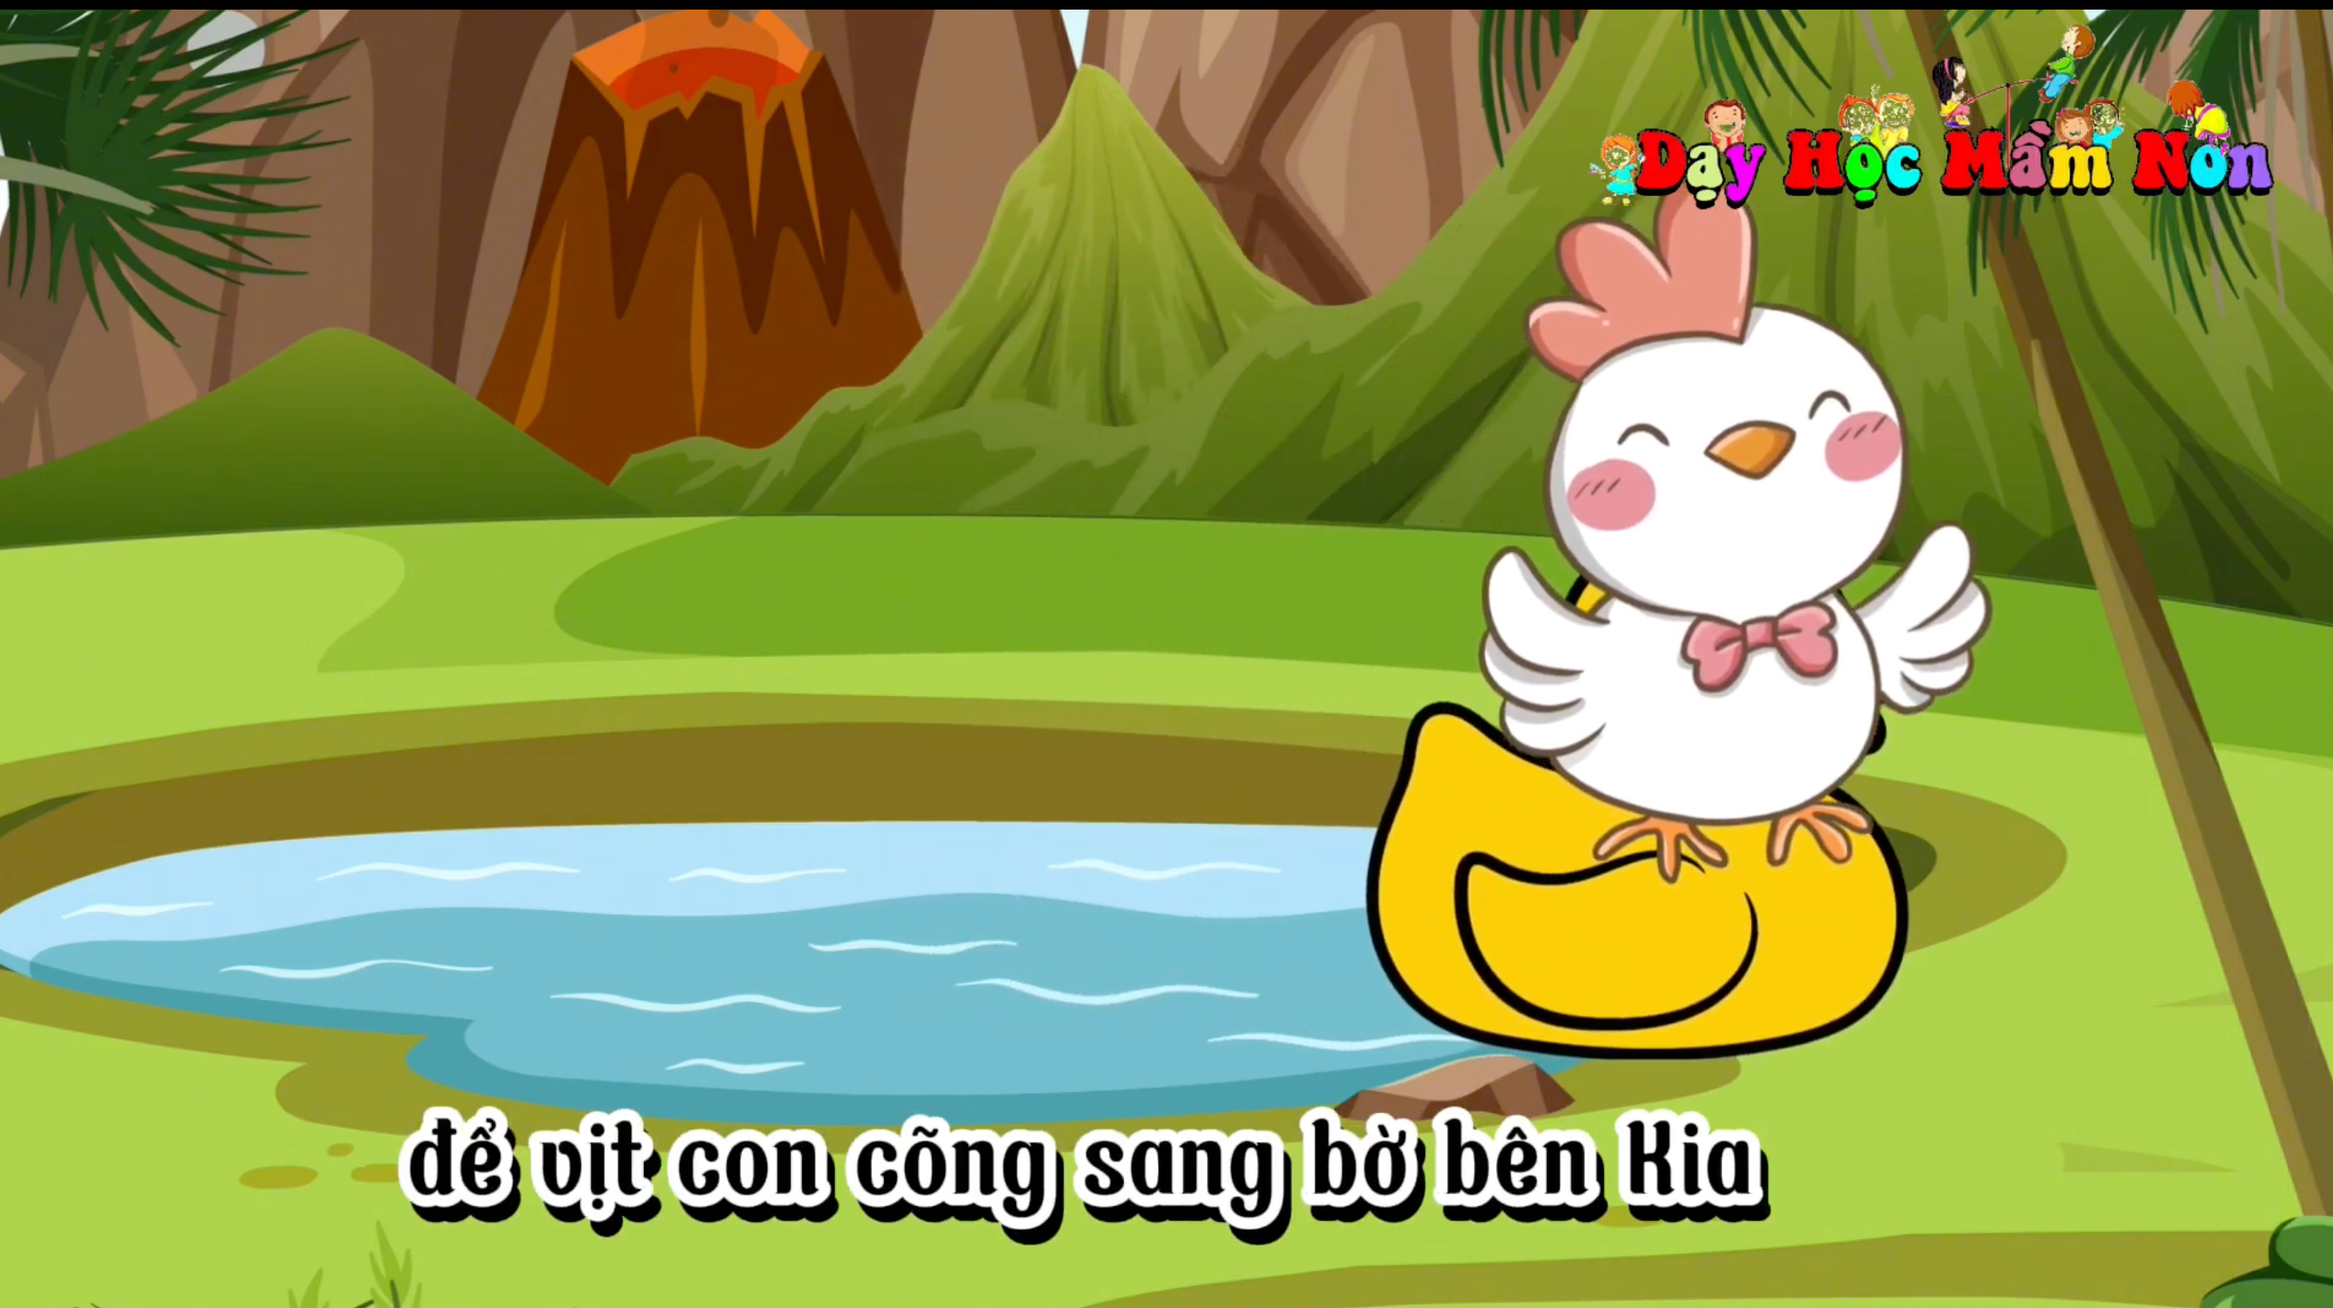 Dạy Học Mầm Non
để vịt con cõng sang bờ bên kia